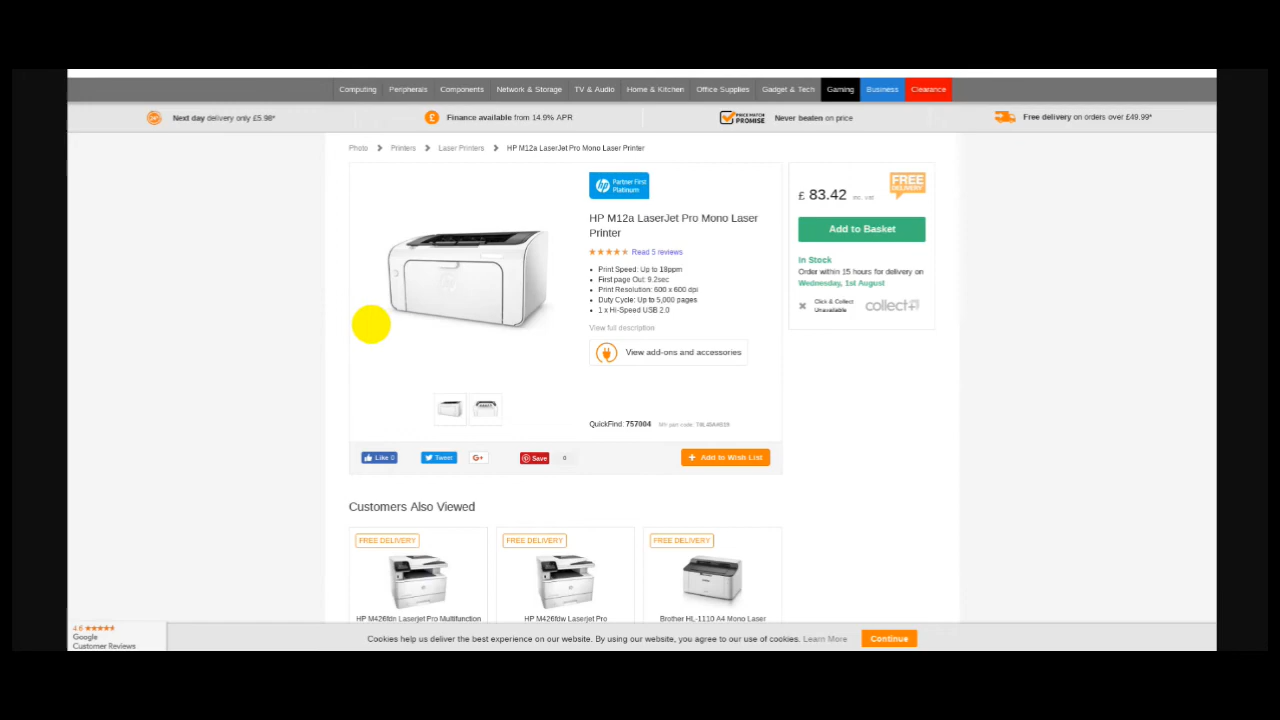 Computing Peripherals Components Network & Storage TV & Audio Home & Kitchen Office Supplies Gadget & Tech Gaming Business Clearance
Next day delivery only £5.98*
Finance available from 14.9% APR
PRICE MATCH PROMISE Never beaten on price
Free delivery on orders over £49.99*
Photo Printers Laser Printers HP M12a LaserJet Pro Mono Laser Printer
hp Partner First
Platinum
HP M12a LaserJet Pro Mono Laser
Printer
Read 5 reviews
Print Speed: Up to 18ppm
First page Out: 9.2sec
Print Resolution: 600 x 600 dpi
Duty Cycle: Up to 5,000 pages
1 x Hi-Speed USB 2.0
View full description
View add-ons and accessories
QuickFind: 757004 Mfr part code:
£ 83.42 inc. vat
FREE
DELIVERY
Add to Basket
In Stock
Order within 15 hours for delivery on
Wednesday, 1st August
Click & Collect
Unavailable
collect+
Like 0
Tweet
G+
Save
0
+ Add to Wish List
Customers Also Viewed
FREE DELIVERY
FREE DELIVERY
FREE DELIVERY
HP M426fdn Laserjet Pro Multifunction
HP M426fdw Laserjet Pro
Brother HL-1110 A4 Mono Laser
4.6
Google
Customer Reviews
Cookies help us deliver the best experience on our website. By using our website, you agree to our use of cookies. Learn More
Continue